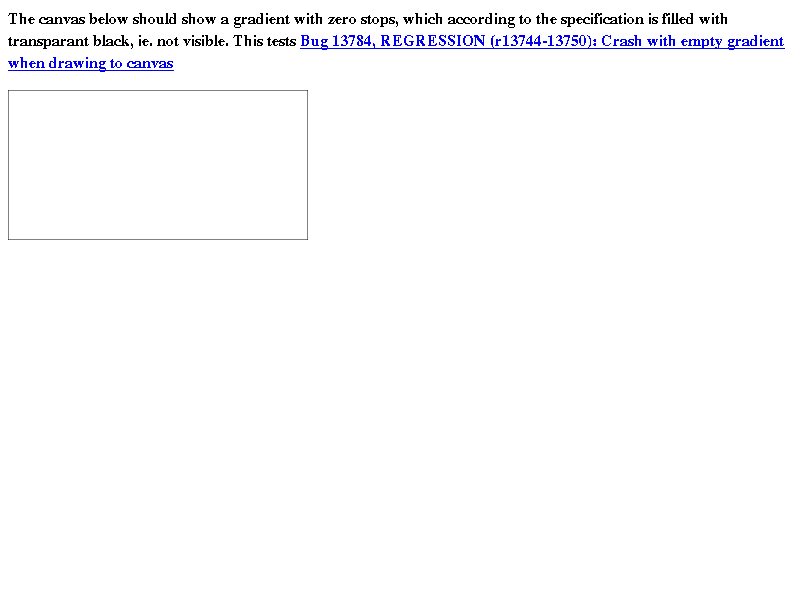 The canvas below should show a gradient with zero stops, which according to the specification is filled with
transparant black, ie. not visible. This tests Bug 13784, REGRESSION (r13744-13750): Crash with empty gradient
when drawing to canvas